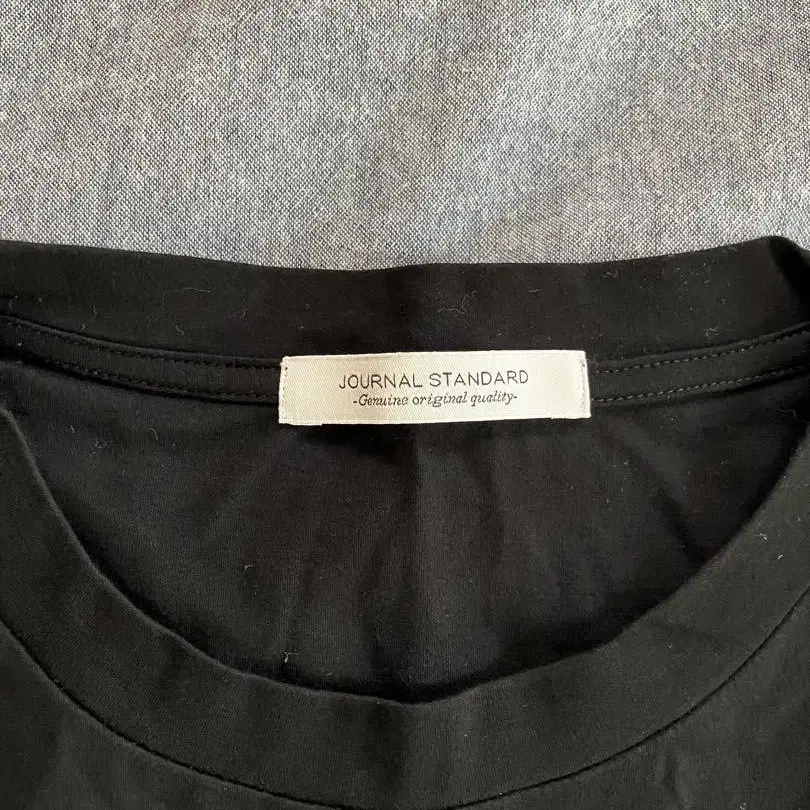 JOURNAL STANDARD
-Genuine original quality-